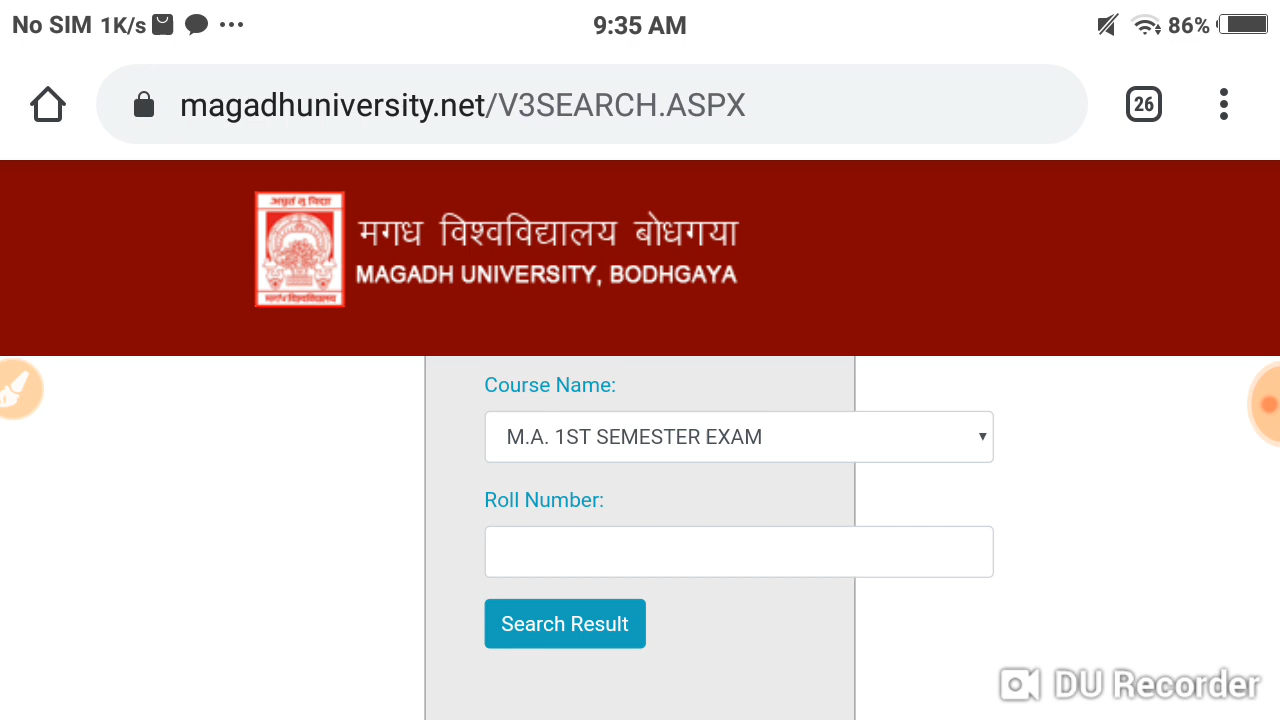 No SIM 1K/s
9:35 AM
86%
magadhuniversity.net/V3SEARCH.ASPX
26
मगध विश्वविद्यालय बोधगया
MAGADH UNIVERSITY, BODHGAYA
Course Name:
M.A. 1ST SEMESTER EXAM
Roll Number:
Search Result
DU Recorder